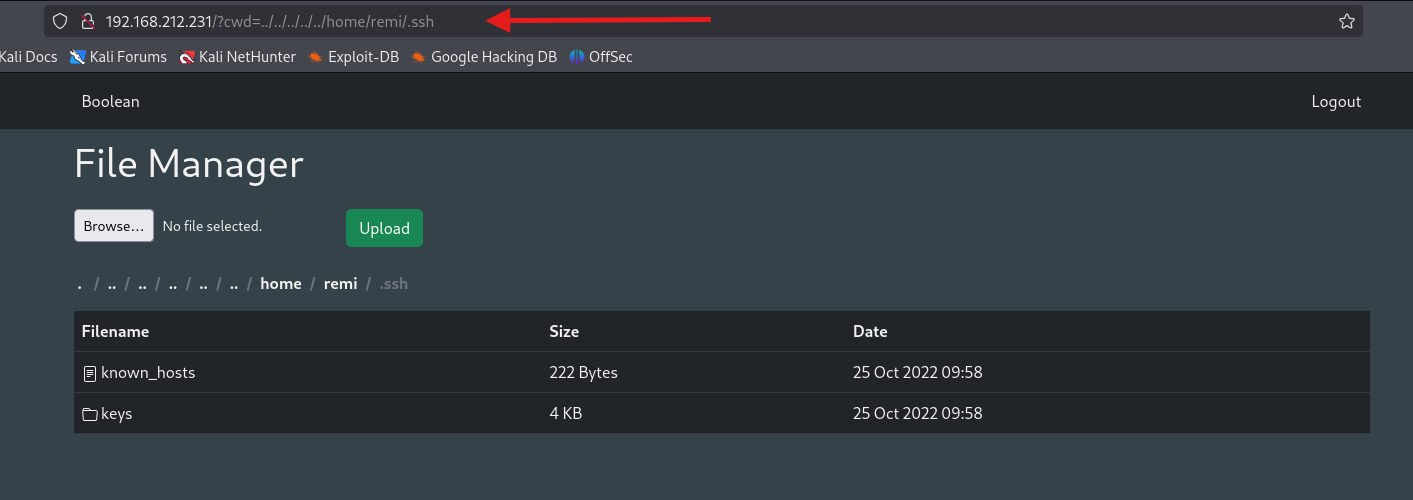 192.168.212.231/?cwd=../../../../../home/remi/.ssh
Kali Docs Kali Forums Kali NetHunter Exploit-DB Google Hacking DB OffSec
Boolean Logout
File Manager
Browse... No file selected. Upload
. / .. / .. / .. / .. / .. / home / remi / .ssh
Filename Size Date
known_hosts 222 Bytes 25 Oct 2022 09:58
keys 4 KB 25 Oct 2022 09:58